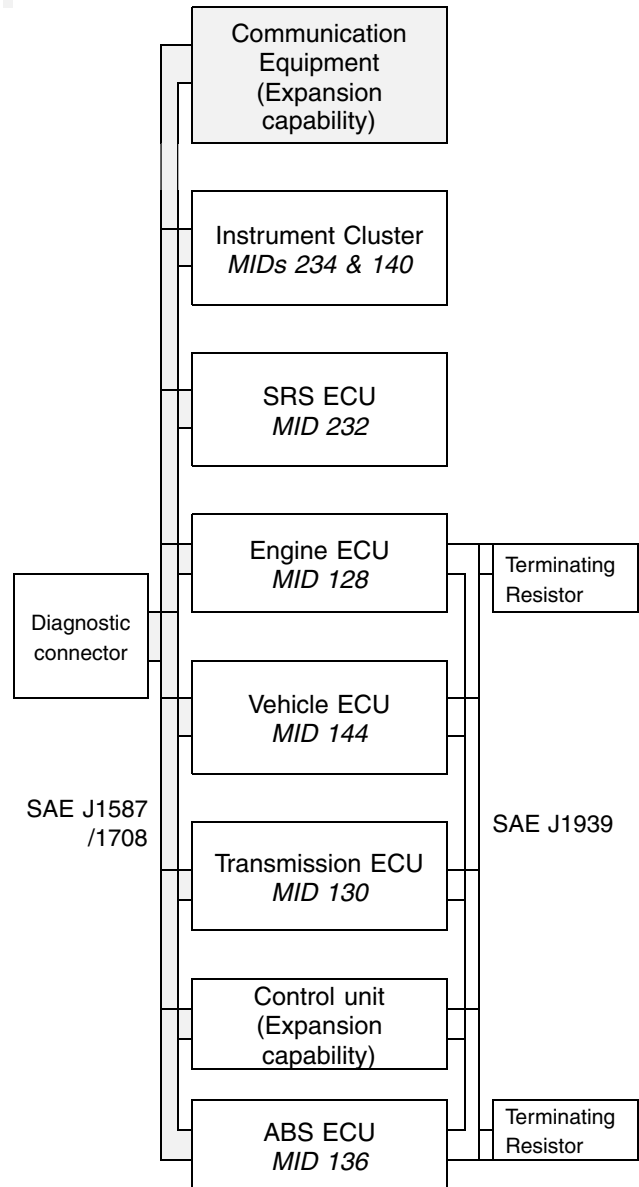 Communication
Equipment
(Expansion
capability)
Instrument Cluster
MIDs 234 & 140
SRS ECU
MID 232
Engine ECU
MID 128
Terminating
Resistor
Diagnostic
connector
Vehicle ECU
MID 144
SAE J1587
/1708
SAE J1939
Transmission ECU
MID 130
Control unit
(Expansion
capability)
ABS ECU
MID 136
Terminating
Resistor